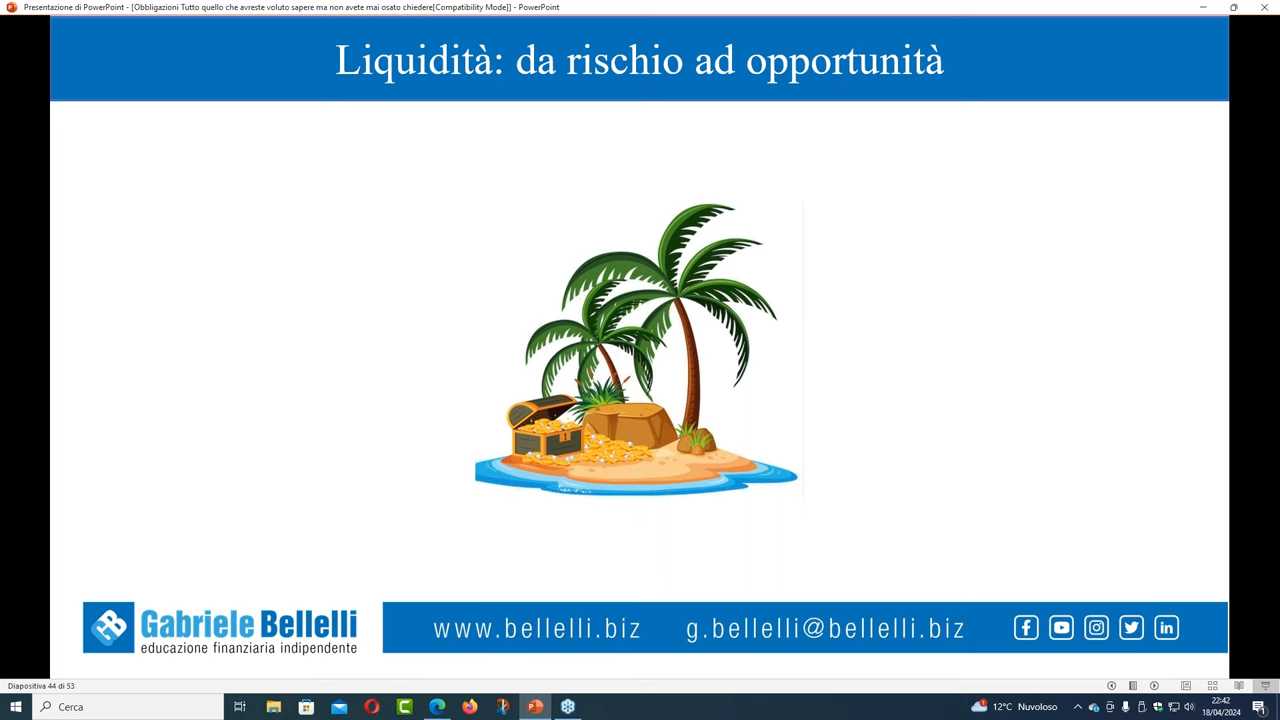 Presentazione di PowerPoint - [Obbligazioni Tutto quello che avreste voluto sapere ma non avete mai osato chiedere[Compatibility Mode]] - PowerPoint
Liquidità: da rischio ad opportunità
Gabriele Bellelli
educazione finanziaria indipendente
www.bellelli.biz g.bellelli@bellelli.biz
Diapositiva 44 di 53
Cerca
12°C Nuvoloso
22:42
18/04/2024